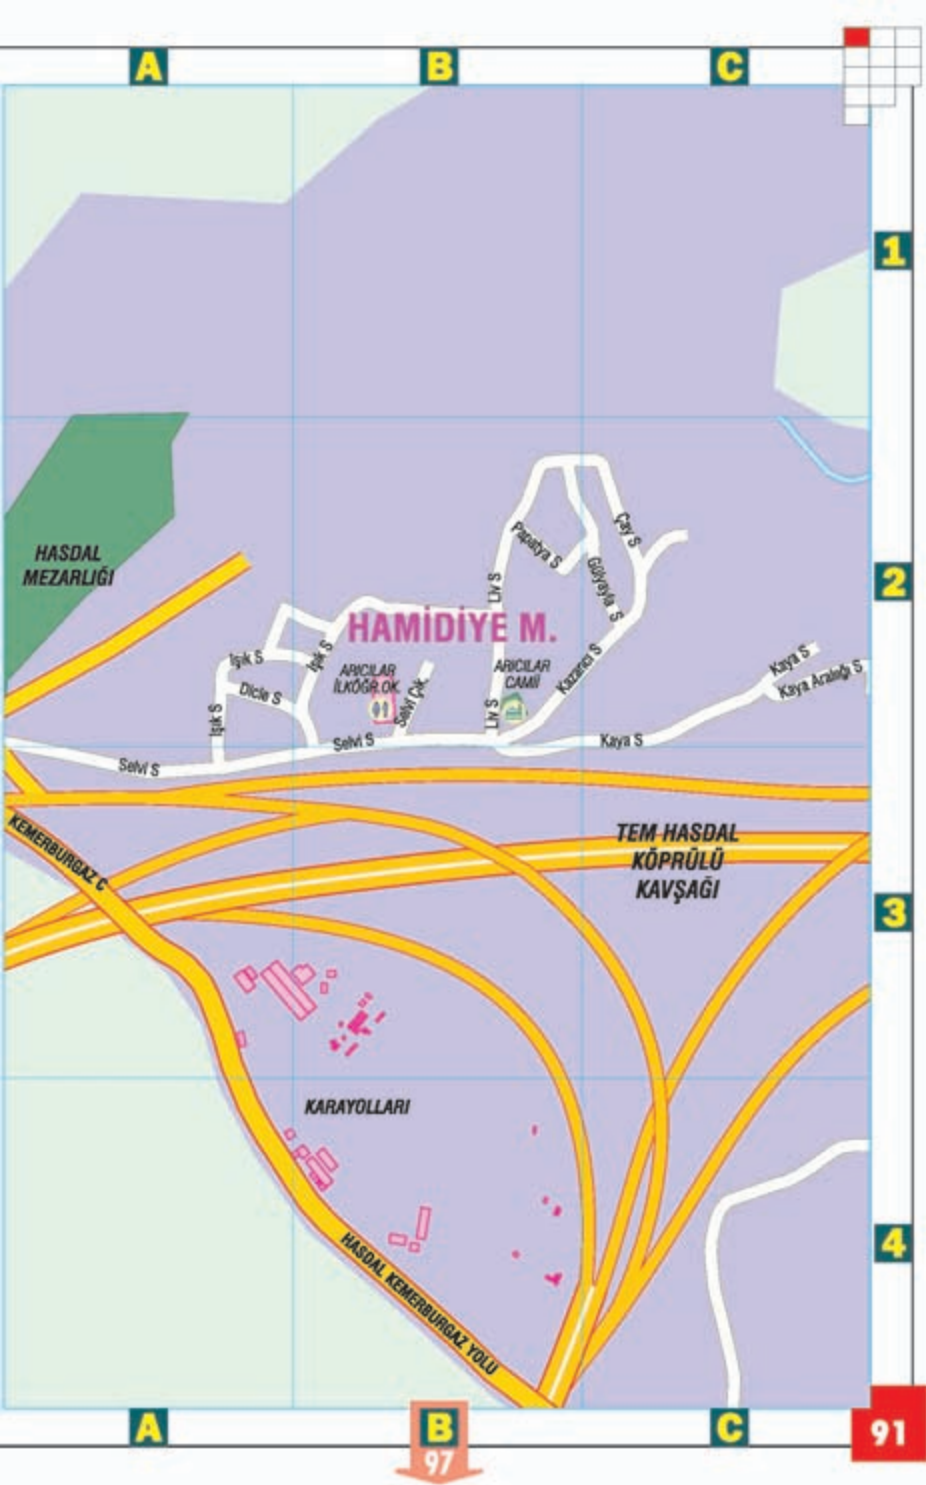 A
B
C
1
HASDAL
MEZARLIĞI
Papatya S
Çay S
Liv S
Gülyayla S
2
HAMİDİYE M.
Işık S
Işık S
ARICILAR
İLKÖĞR.OK.
ARICILAR
CAMİİ
Kazancı S
Kaya S
Kaya Aralığı S
Dicle S
Selvi Çık.
Işık S
Liv S
Selvi S
Kaya S
Selvi S
KEMERBURGAZ C
TEM HASDAL
KÖPRÜLÜ
KAVŞAĞI
3
KARAYOLLARI
4
HASDAL KEMERBURGAZ YOLU
A
B
C
91
97